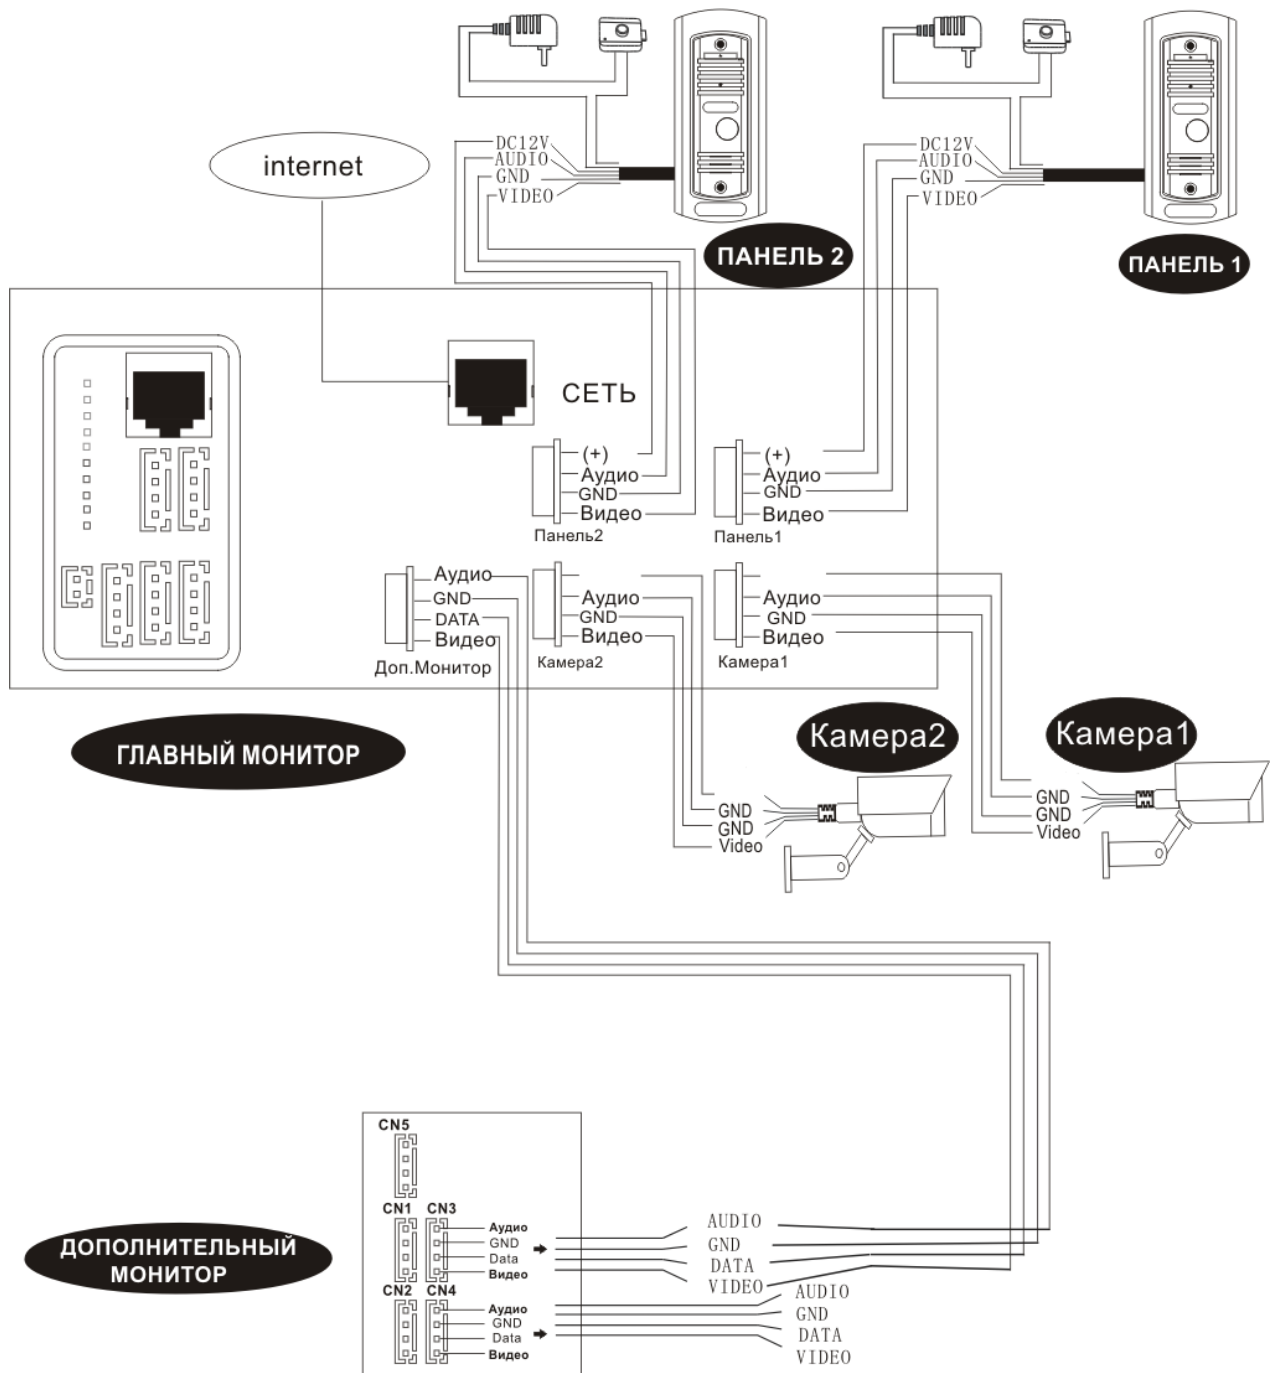 DC12V
AUDIO
GND
VIDEO
DC12V
AUDIO
GND
VIDEO
internet
ПАНЕЛЬ 2
ПАНЕЛЬ 1
СЕТЬ
(+)
Аудио
GND
Видео
Панель2
(+)
Аудио
GND
Видео
Панель1
Аудио
GND
DATA
Видео
Доп.Монитор
Аудио
GND
Видео
Камера2
Аудио
GND
Видео
Камера1
ГЛАВНЫЙ МОНИТОР
Камера2
Камера1
GND
GND
Video
GND
GND
Video
CN5
CN1 CN3
Аудио
GND
Data
Видео
AUDIO
GND
DATA
VIDEO
ДОПОЛНИТЕЛЬНЫЙ
МОНИТОР
CN2 CN4
Аудио
GND
Data
Видео
AUDIO
GND
DATA
VIDEO